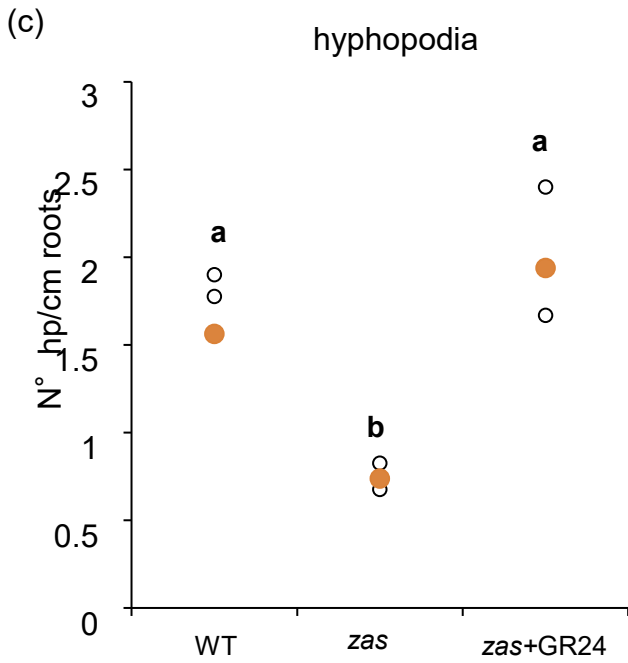 (c)
hyphopodia
N° hp/cm roots
3
2.5
2
1.5
1
0.5
0
a
b
a
WT
zas
zas+GR24